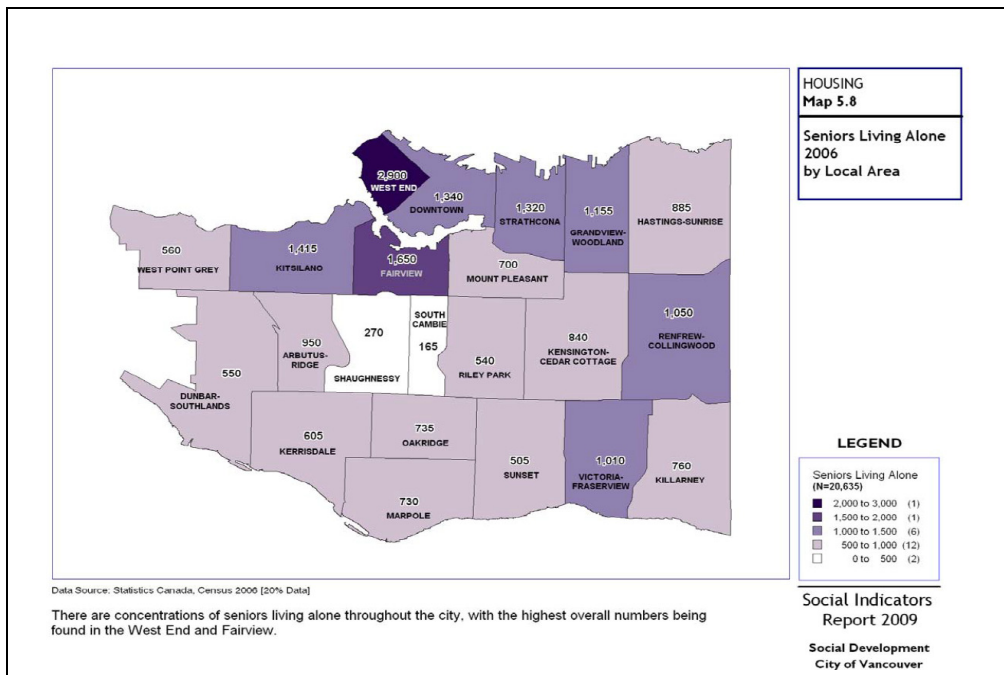 HOUSING
Map 5.8
Seniors Living Alone
2006
by Local Area
2,900
WEST END
1,340
DOWNTOWN
1,320
STRATHCONA
1,155
GRANDVIEW-
WOODLAND
885
HASTINGS-SUNRISE
560
WEST POINT GREY
1,415
KITSILANO
1,650
FAIRVIEW
700
MOUNT PLEASANT
1,050
RENFREW-
COLLINGWOOD
950
ARBUTUS-
RIDGE
270
SHAUGHNESSY
SOUTH
CAMBIE
165
540
RILEY PARK
840
KENSINGTON-
CEDAR COTTAGE
550
DUNBAR-
SOUTHLANDS
605
KERRISDALE
735
OAKRIDGE
730
MARPOLE
505
SUNSET
1,010
VICTORIA-
FRASERVIEW
760
KILLARNEY
LEGEND
Seniors Living Alone
(N=20,635)
2,000 to 3,000 (1)
1,500 to 2,000 (1)
1,000 to 1,500 (6)
500 to 1,000 (12)
0 to 500 (2)
Data Source: Statistics Canada, Census 2006 [20% Data]
There are concentrations of seniors living alone throughout the city, with the highest overall numbers being
found in the West End and Fairview.
Social Indicators
Report 2009
Social Development
City of Vancouver